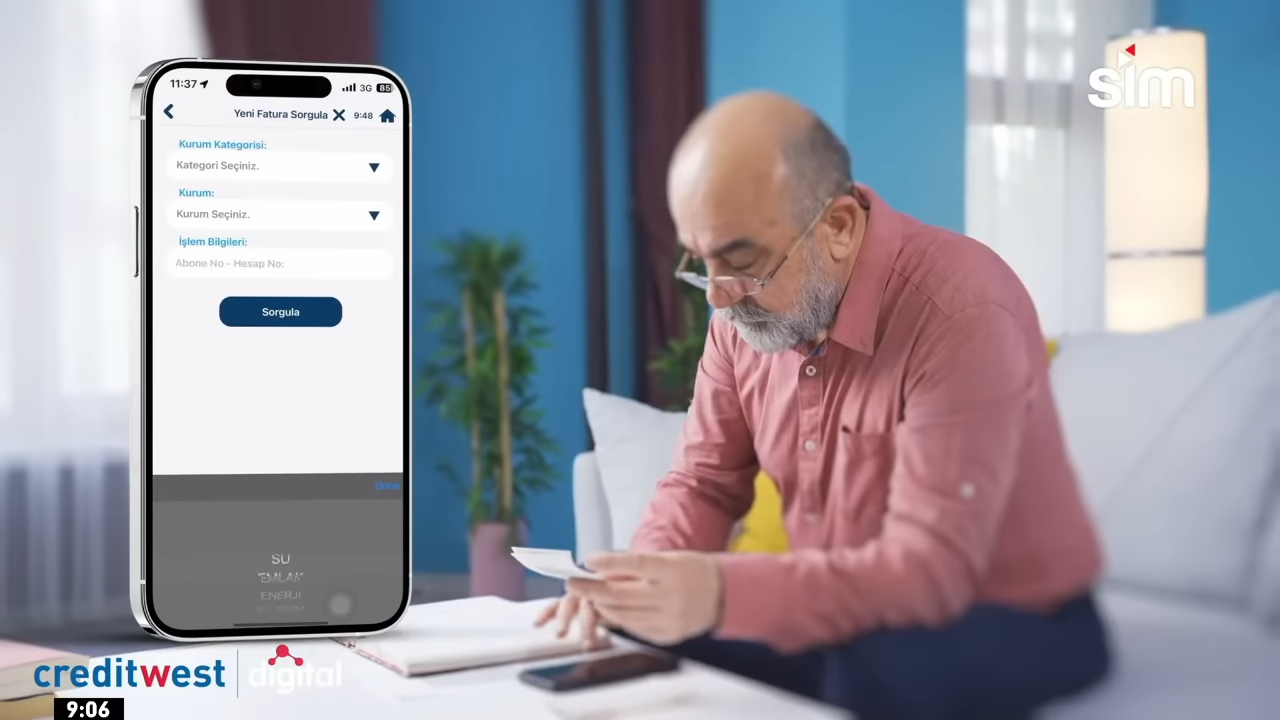 11:37
3G
85
Yeni Fatura Sorgula
9:48
Kurum Kategorisi:
Kategori Seçiniz.
Kurum:
Kurum Seçiniz.
İşlem Bilgileri:
Abone No - Hesap No:
Sorgula
Done
SU
EMLAK
ENERJİ
sim
creditwest
digital
9:06